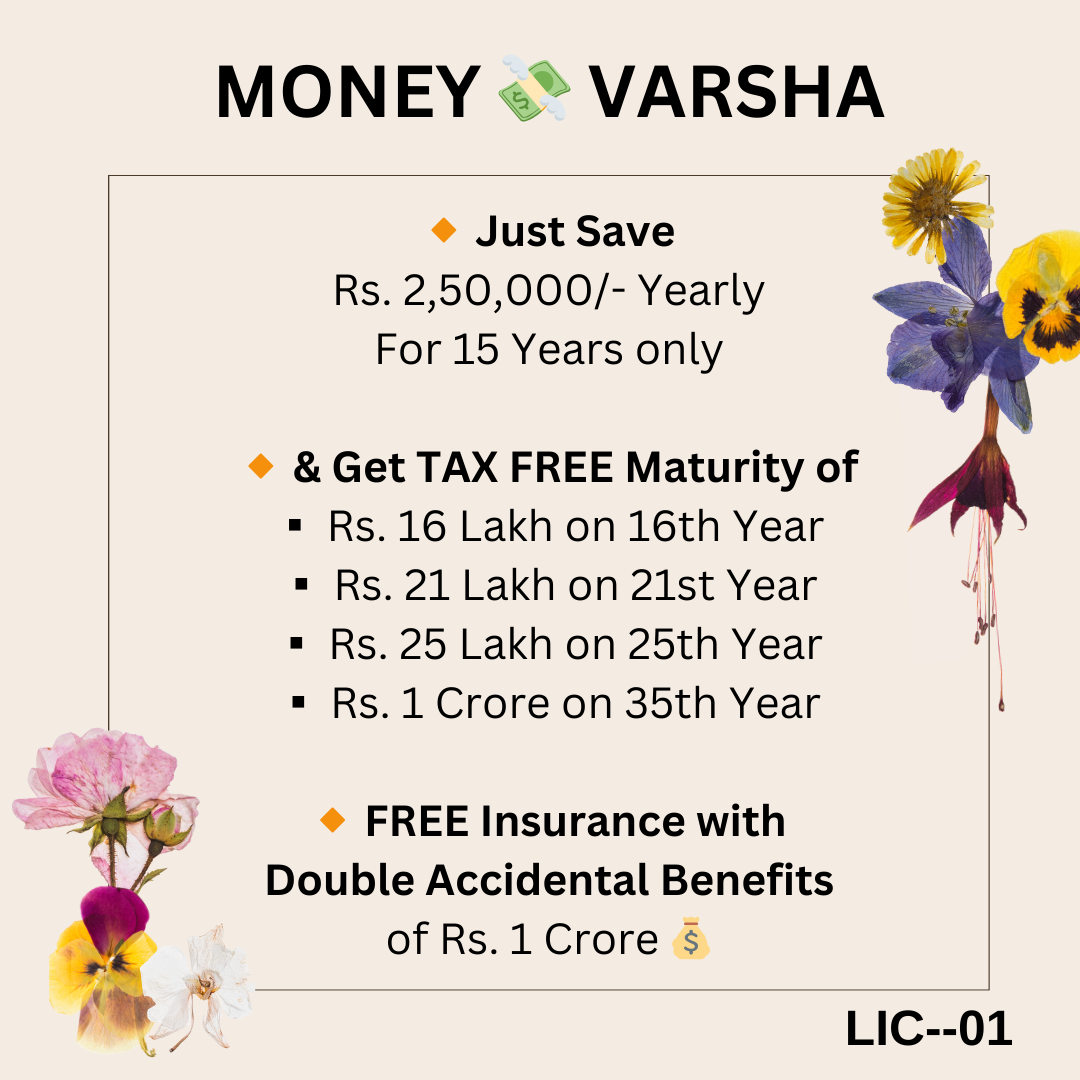 MONEY 💸 VARSHA
🔸 Just Save
Rs. 2,50,000/- Yearly
For 15 Years only
🔸 & Get TAX FREE Maturity of
▪ Rs. 16 Lakh on 16th Year
▪ Rs. 21 Lakh on 21st Year
▪ Rs. 25 Lakh on 25th Year
▪ Rs. 1 Crore on 35th Year
🔸 FREE Insurance with
Double Accidental Benefits
of Rs. 1 Crore 💰
LIC--01